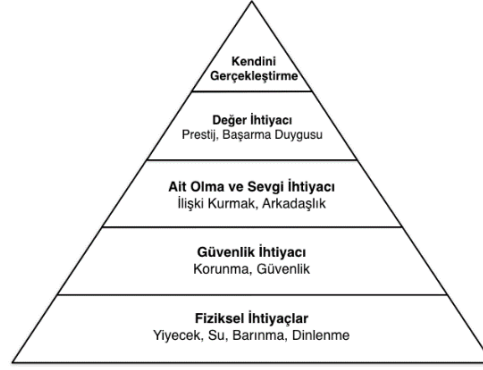 Kendini
Gerçekleştirme
Değer İhtiyacı
Prestij, Başarma Duygusu
Ait Olma ve Sevgi İhtiyacı
İlişki Kurmak, Arkadaşlık
Güvenlik İhtiyacı
Korunma, Güvenlik
Fiziksel İhtiyaçlar
Yiyecek, Su, Barınma, Dinlenme